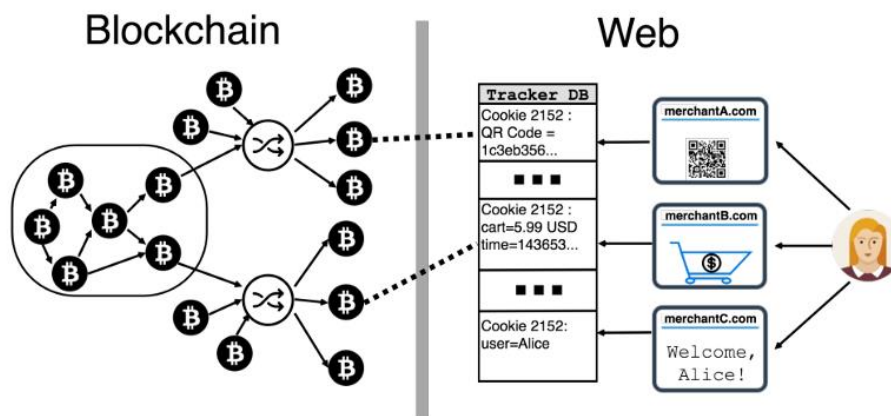 Blockchain
Web
Tracker DB
Cookie 2152 :
QR Code =
1c3eb356...
Cookie 2152 :
cart=5.99 USD
time=143653...
Cookie 2152:
user=Alice
merchantA.com
merchantB.com
merchantC.com
Welcome,
Alice!